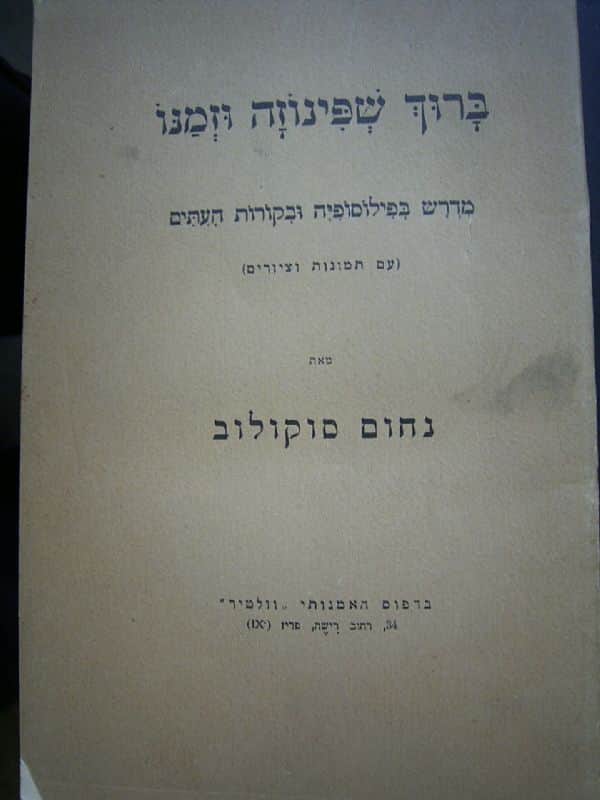 בָּרוּךְ שְׁפִּינוֹזָה וּזְמַנּוֹ
מִדְרָשׁ בְּפִילוֹסוֹפִיָּה וּבְקוֹרוֹת הָעִתִּים
(עם תמונות וציורים)
מאת
נחום סוקולוב
בדפוס האמנותי „וולטיר"
34, רחוב רִישֶׁה, פריז (IXᵉ)